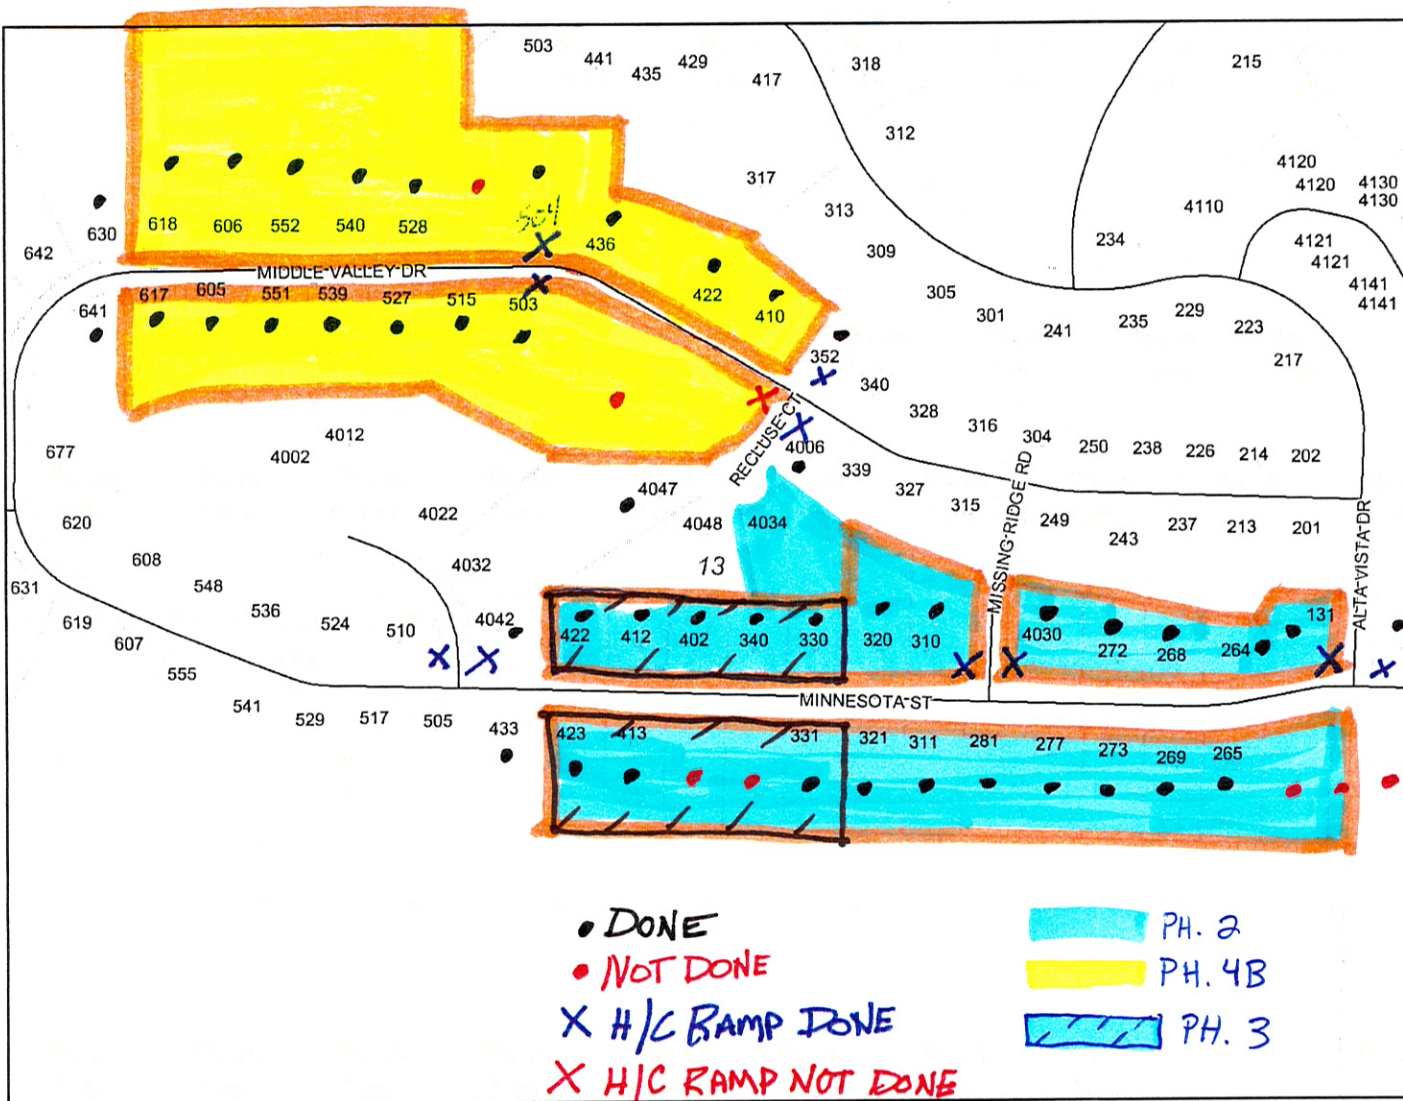 503 441 435 429 417 318 215
312
317 313 309 305 301
4120 4120 4130 4130
4110 234 4121 4121 4141 4141
241 235 229 223 217
642 630 618 606 552 540 528 504 436 422 410
MIDDLE VALLEY DR
641 617 605 551 539 527 515 503
352 340 328 316 304 250 238 226 214 202
RECLUSE CT
4006 339 327 315
MISSING RIDGE RD
249 243 237 213 201
ALTA VISTA DR
677 4002 4012 4022 4032 4042
4047 4048 4034
13
620 608 548 536 524 510
422 412 402 340 330 320 310
4030 272 268 264 131
631 619 607 555 541 529 517 505 433
MINNESOTA ST
423 413 331 321 311 281 277 273 269 265
DONE
NOT DONE
X H/C RAMP DONE
X H/C RAMP NOT DONE
PH. 2
PH. 4B
PH. 3